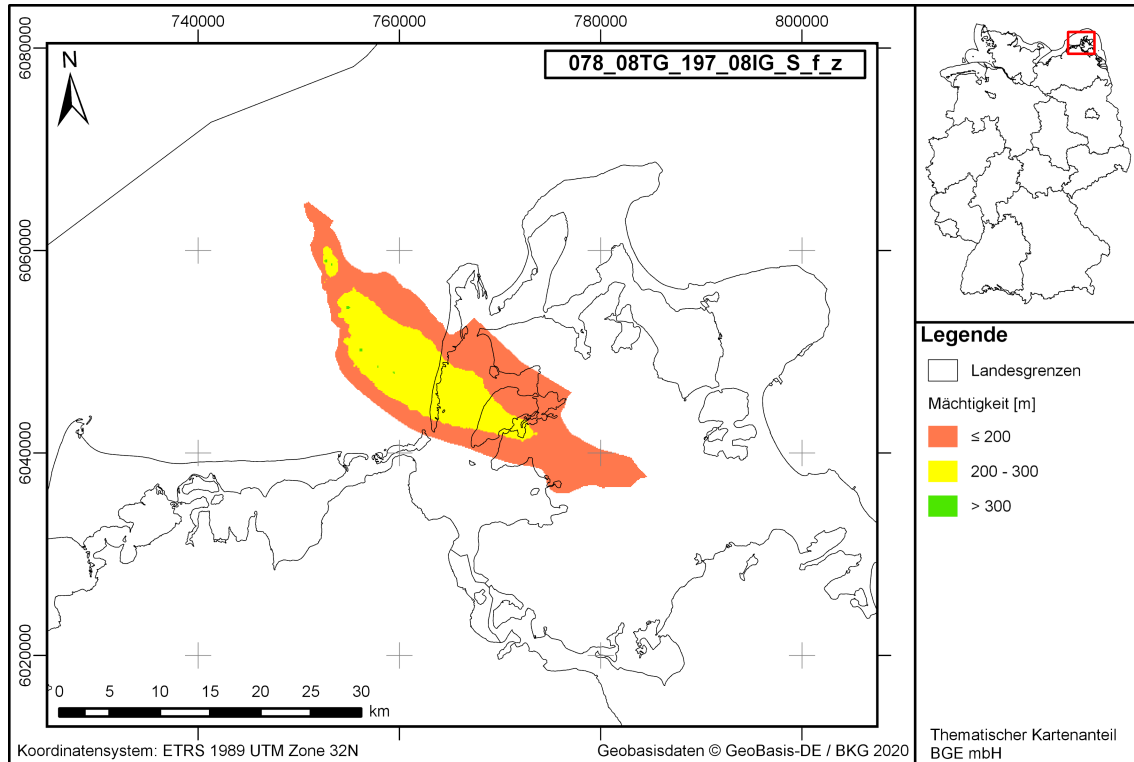 740000
760000
780000
800000
6080000
6060000
6040000
6020000
078_08TG_197_08IG_S_f_z
N
0 5 10 15 20 25 30
km
Koordinatensystem: ETRS 1989 UTM Zone 32N
Geobasisdaten © GeoBasis-DE / BKG 2020
Legende
Landesgrenzen
Mächtigkeit [m]
≤ 200
200 - 300
> 300
Thematischer Kartenanteil
BGE mbH